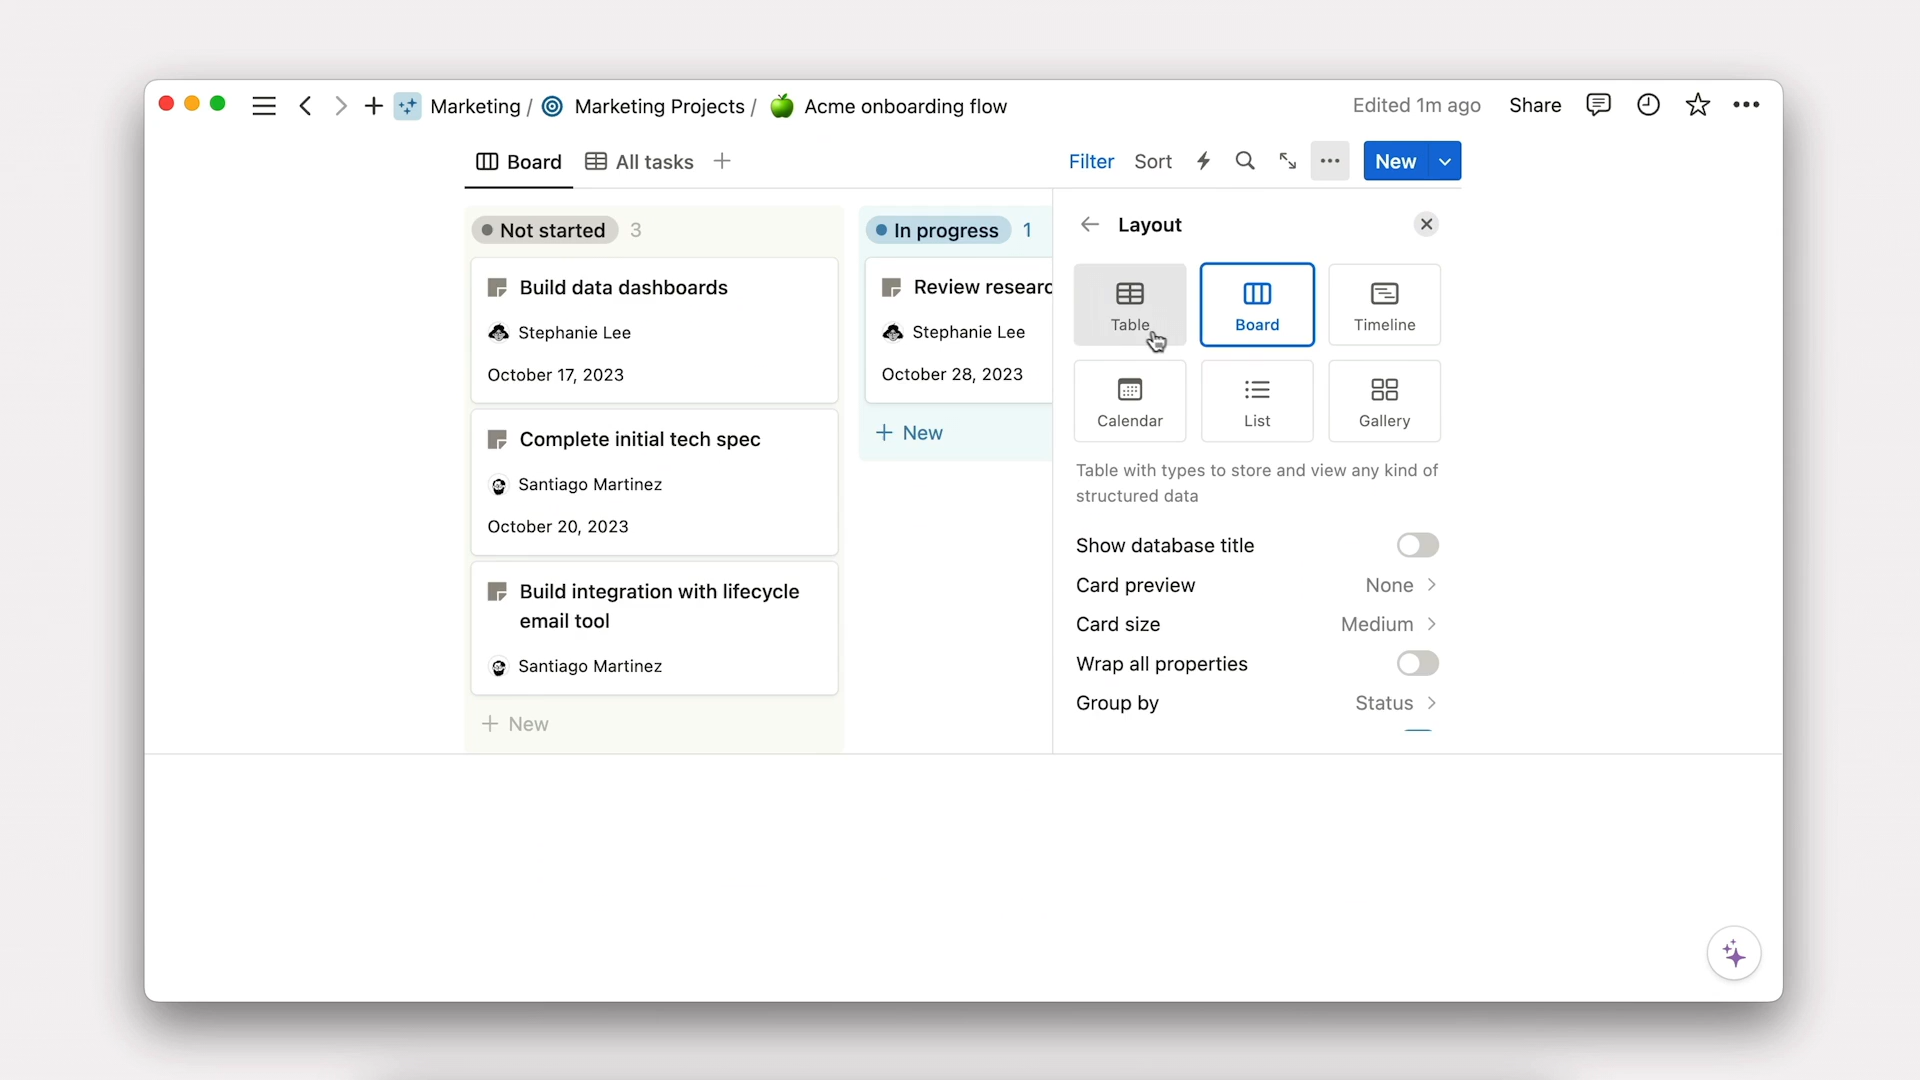 Marketing / Marketing Projects / Acme onboarding flow
Edited 1m ago Share
Board All tasks
Filter Sort New
Not started 3
Build data dashboards
Stephanie Lee
October 17, 2023
Complete initial tech spec
Santiago Martinez
October 20, 2023
Build integration with lifecycle
email tool
Santiago Martinez
+ New
In progress 1
Review researc
Stephanie Lee
October 28, 2023
+ New
Layout
Table Board Timeline
Calendar List Gallery
Table with types to store and view any kind of
structured data
Show database title
Card preview None
Card size Medium
Wrap all properties
Group by Status